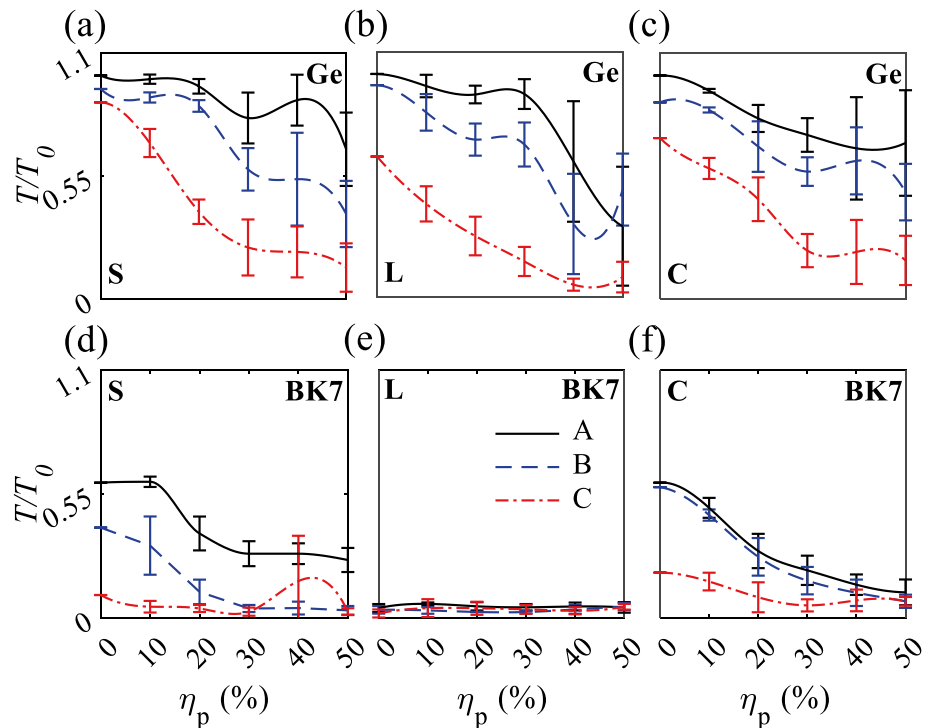 (a) (b) (c)
1.1 Ge Ge Ge
T/T0
0.55
0 S L C
(d) (e) (f)
1.1 S BK7 L BK7 C BK7
T/T0
0.55
A
B
C
0
0 10 20 30 40 50 0 10 20 30 40 50 0 10 20 30 40 50
ηp (%) ηp (%) ηp (%)